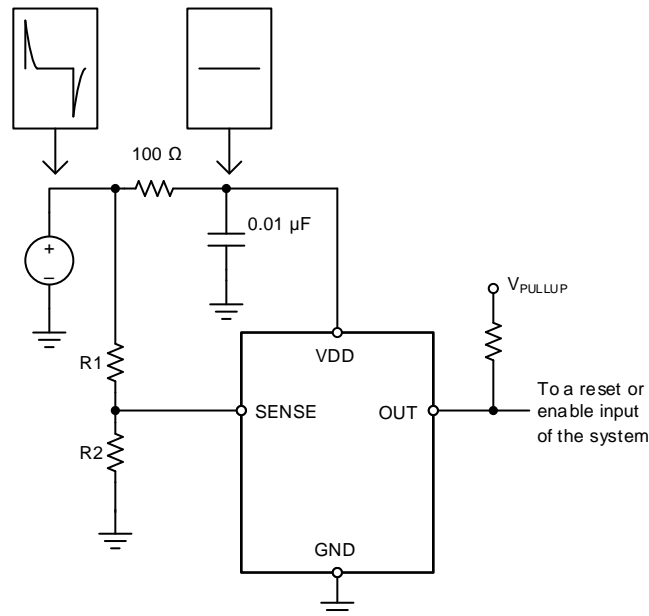 100 Ω
0.01 µF
+
–
VPULLUP
R1
VDD
SENSE
OUT
To a reset or
enable input
of the system
R2
GND